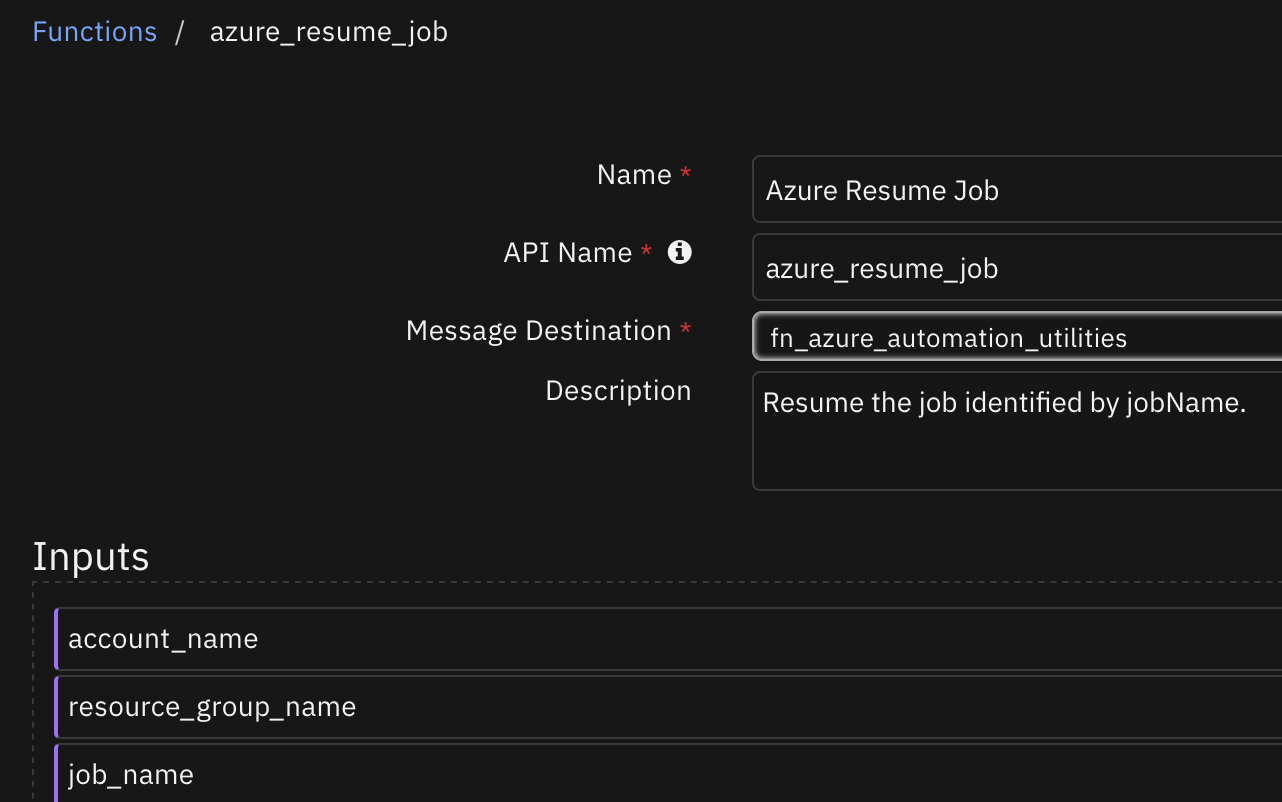 Functions / azure_resume_job
Name *
Azure Resume Job
API Name *
azure_resume_job
Message Destination *
fn_azure_automation_utilities
Description
Resume the job identified by jobName.
Inputs
account_name
resource_group_name
job_name